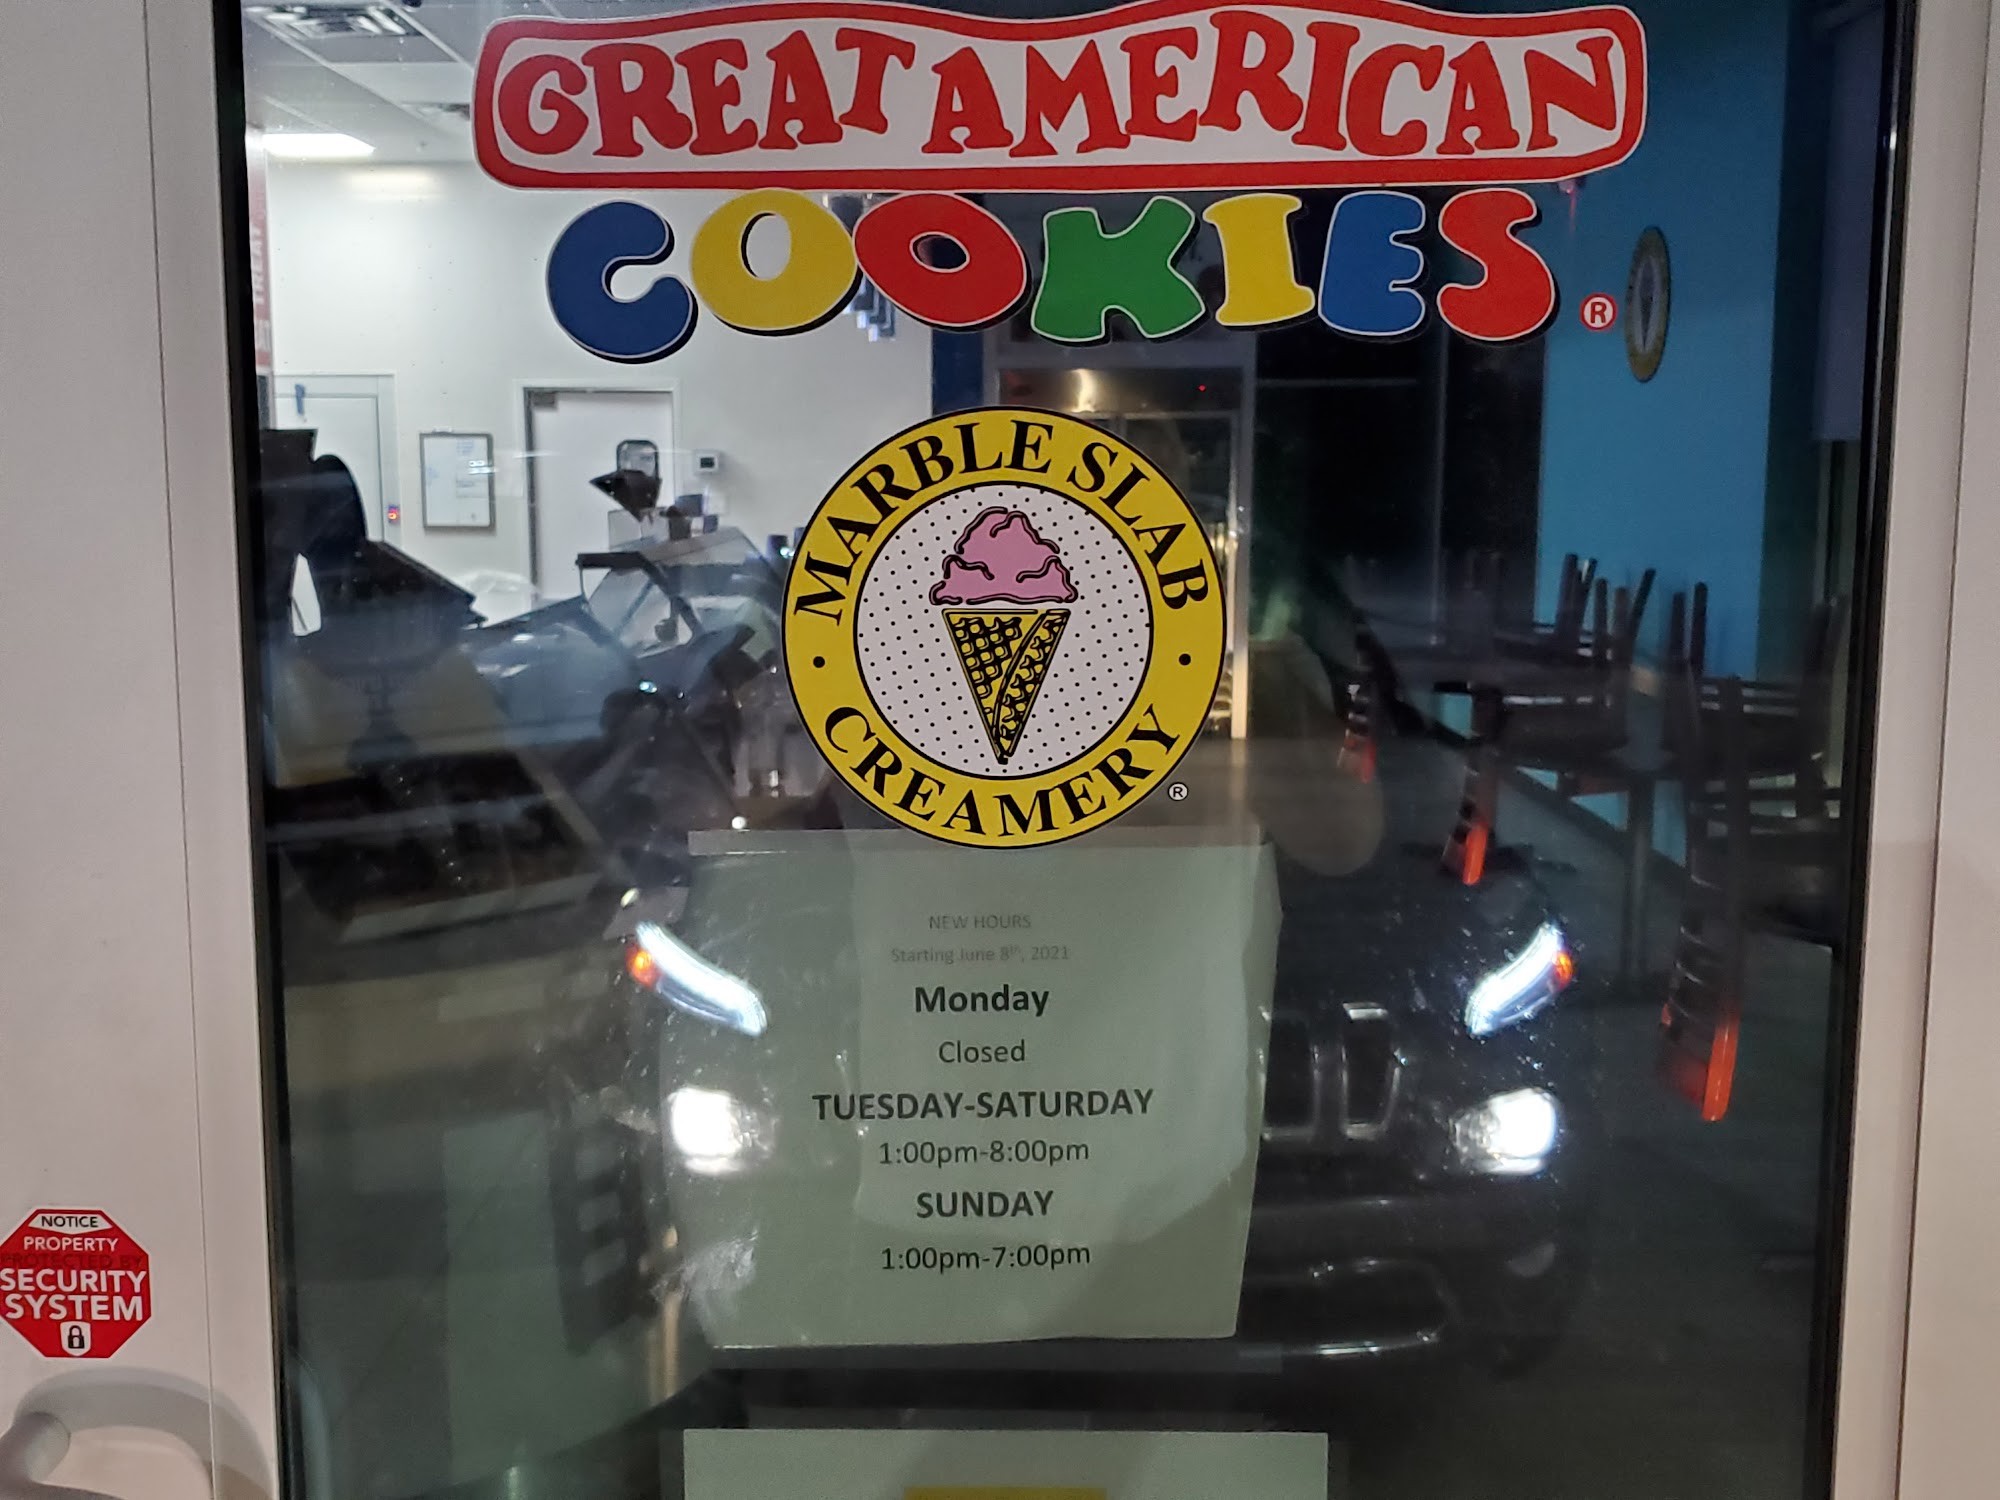 GREAT AMERICAN
COOKIES®
MARBLE SLAB
CREAMERY
®
NEW HOURS
Starting June 8th, 2021
Monday
Closed
TUESDAY-SATURDAY
1:00pm-8:00pm
SUNDAY
1:00pm-7:00pm
NOTICE
PROPERTY
PROTECTED BY
SECURITY
SYSTEM
TREAT